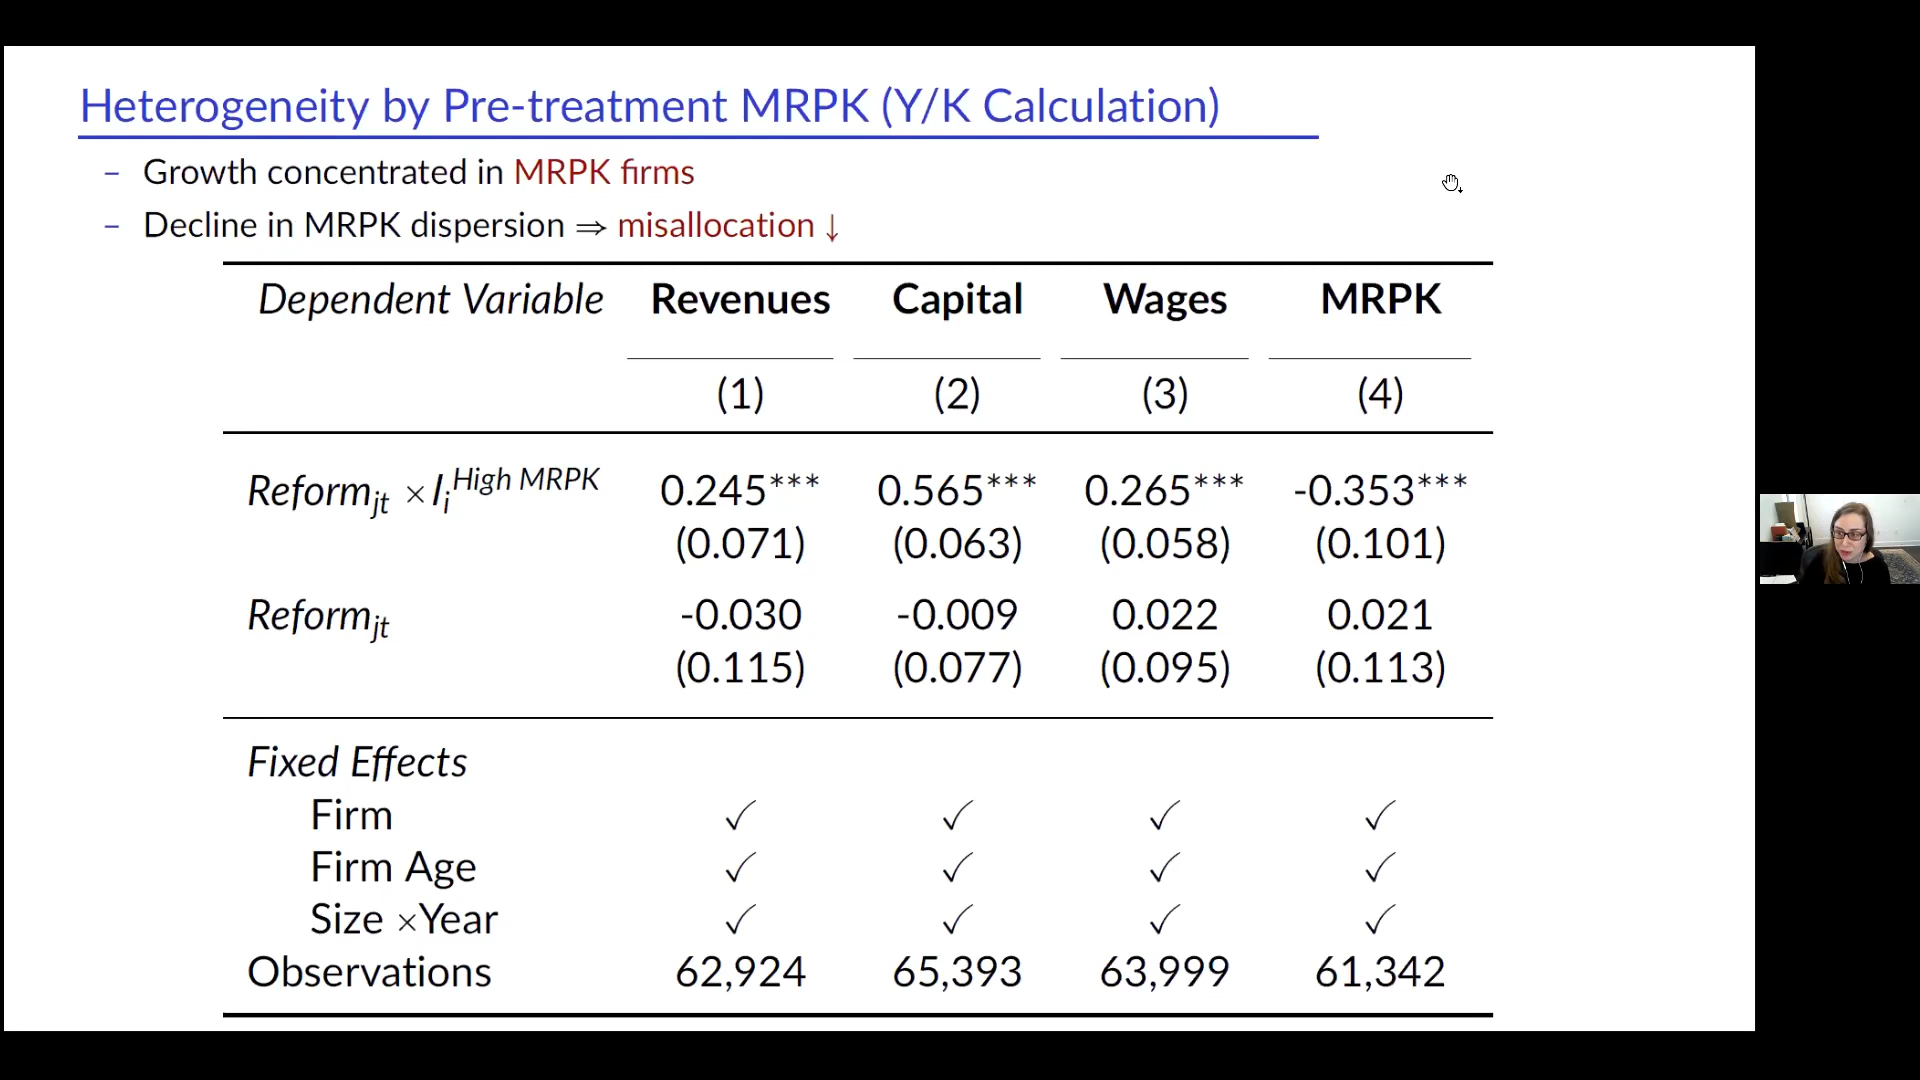 Heterogeneity by Pre-treatment MRPK (Y/K Calculation)
– Growth concentrated in MRPK firms
– Decline in MRPK dispersion ⇒ misallocation ↓
Dependent Variable Revenues Capital Wages MRPK
(1) (2) (3) (4)
Reform_jt × I_i^High MRPK 0.245*** 0.565*** 0.265*** -0.353***
(0.071) (0.063) (0.058) (0.101)
Reform_jt -0.030 -0.009 0.022 0.021
(0.115) (0.077) (0.095) (0.113)
Fixed Effects
Firm ✓ ✓ ✓ ✓
Firm Age ✓ ✓ ✓ ✓
Size ×Year ✓ ✓ ✓ ✓
Observations 62,924 65,393 63,999 61,342